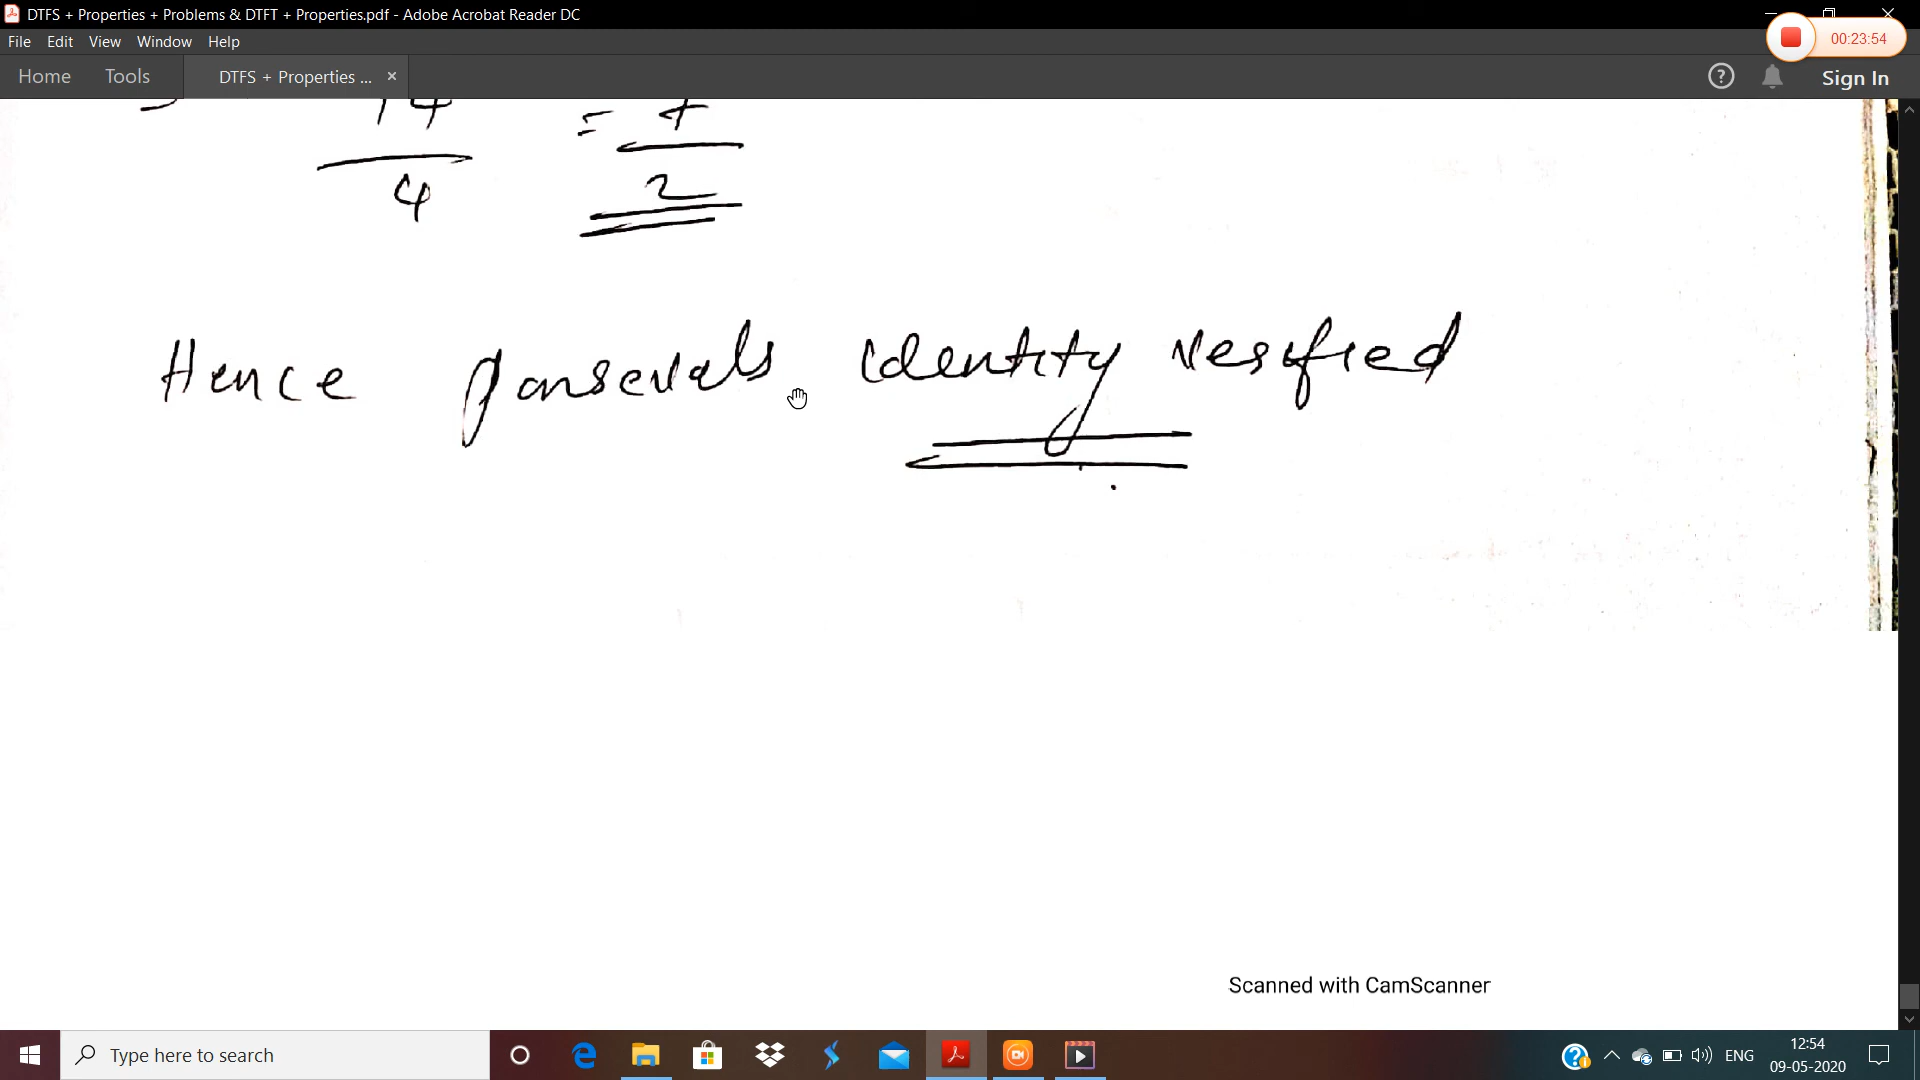 DTFS + Properties + Problems & DTFT + Properties.pdf - Adobe Acrobat Reader DC
00:23:54
File Edit View Window Help
Home Tools DTFS + Properties ... × Sign In
= 14 = 7
4 2
Hence parsevals identity verified
Scanned with CamScanner
Type here to search
ENG
12:54
09-05-2020